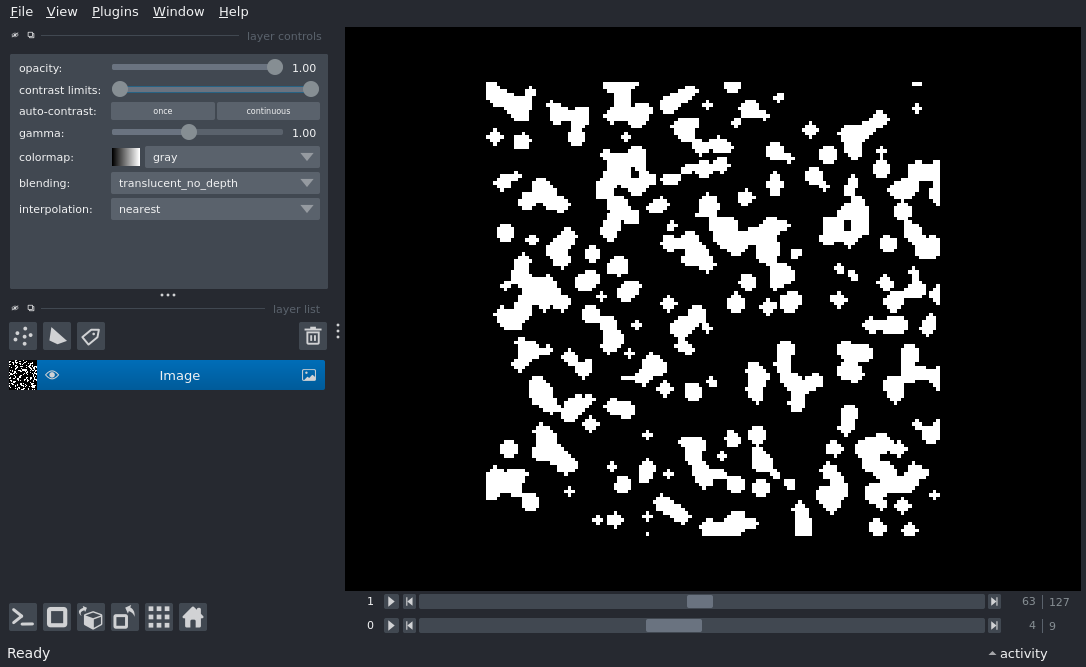 File View Plugins Window Help
layer controls
opacity: 1.00
contrast limits:
auto-contrast: once continuous
gamma: 1.00
colormap: gray
blending: translucent_no_depth
interpolation: nearest
layer list
Image
1 63 127
0 4 9
Ready activity